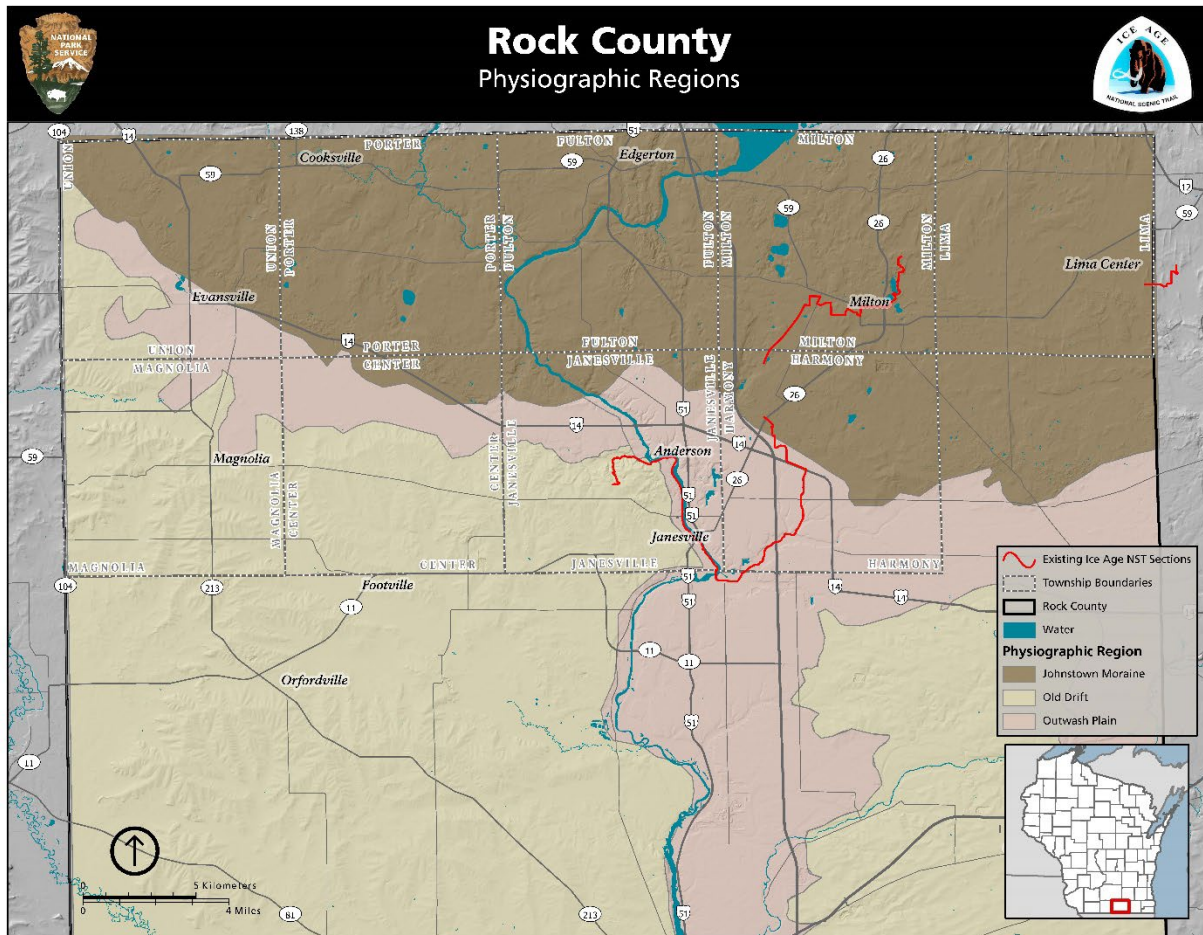 Rock County
Physiographic Regions
NATIONAL
PARK
SERVICE
ICE AGE
NATIONAL SCENIC TRAIL
104
14
138
51
PORTER
FULTON
MILTON
UNION
Cooksville
Edgerton
59
59
26
12
59
59
26
LIMA
UNION
PORTER
PORTER
FULTON
FULTON
MILTON
MILTON
LIMA
Lima Center
Evansville
Milton
14
UNION
PORTER
FULTON
MILTON
MAGNOLIA
CENTER
JANESVILLE
HARMONY
JANESVILLE
HARMONY
26
51
14
14
59
Magnolia
CENTER
JANESVILLE
Anderson
26
MAGNOLIA
CENTER
51
51
Janesville
MAGNOLIA
CENTER
JANESVILLE
HARMONY
104
213
Footville
51
14
11
51
14
11
11
Orfordville
51
11
81
213
51
0
5 Kilometers
0
4 Miles
Existing Ice Age NST Sections
Township Boundaries
Rock County
Water
Physiographic Region
Johnstown Moraine
Old Drift
Outwash Plain